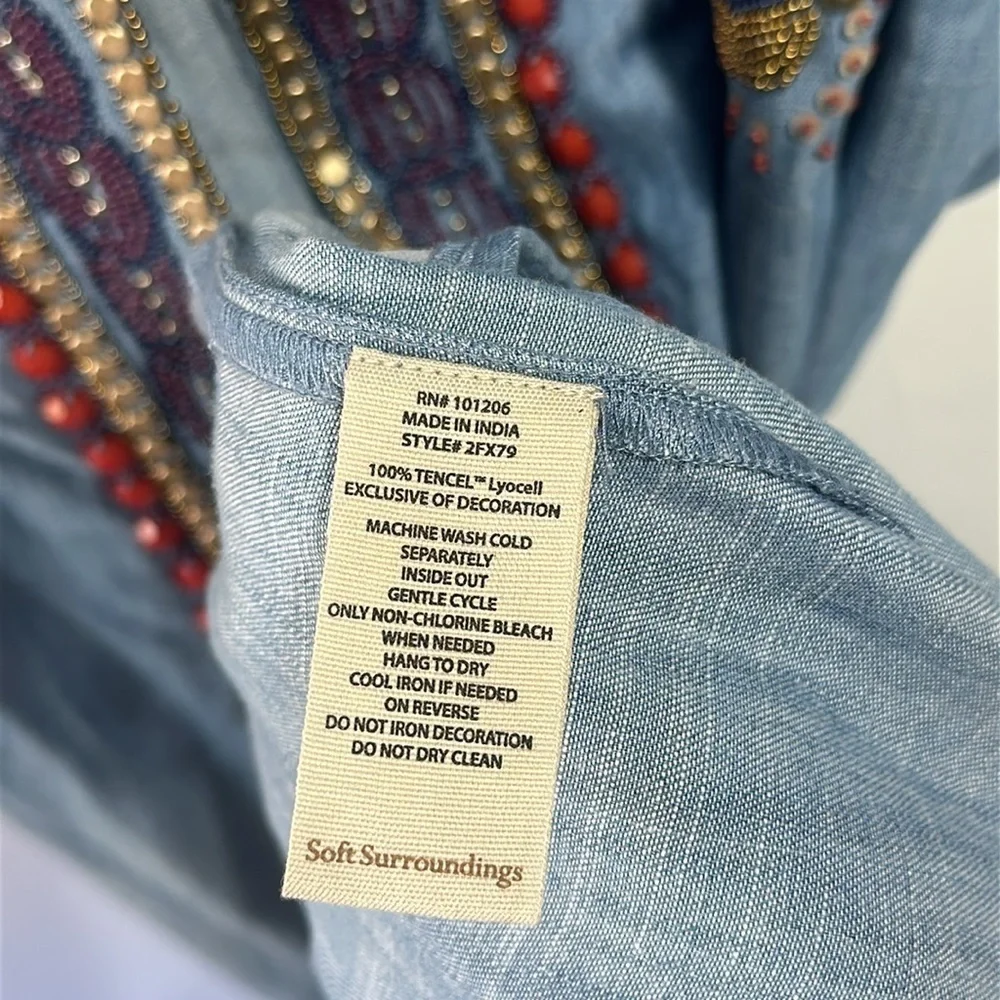 RN# 101206
MADE IN INDIA
STYLE# 2FX79
100% TENCEL™ Lyocell
EXCLUSIVE OF DECORATION
MACHINE WASH COLD
SEPARATELY
INSIDE OUT
GENTLE CYCLE
ONLY NON-CHLORINE BLEACH
WHEN NEEDED
HANG TO DRY
COOL IRON IF NEEDED
ON REVERSE
DO NOT IRON DECORATION
DO NOT DRY CLEAN
Soft Surroundings